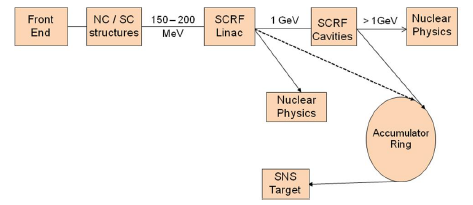 Front
End
NC / SC
structures
150 – 200
MeV
SCRF
Linac
1 GeV
SCRF
Cavities
> 1GeV
Nuclear
Physics
Nuclear
Physics
Accumulator
Ring
SNS
Target